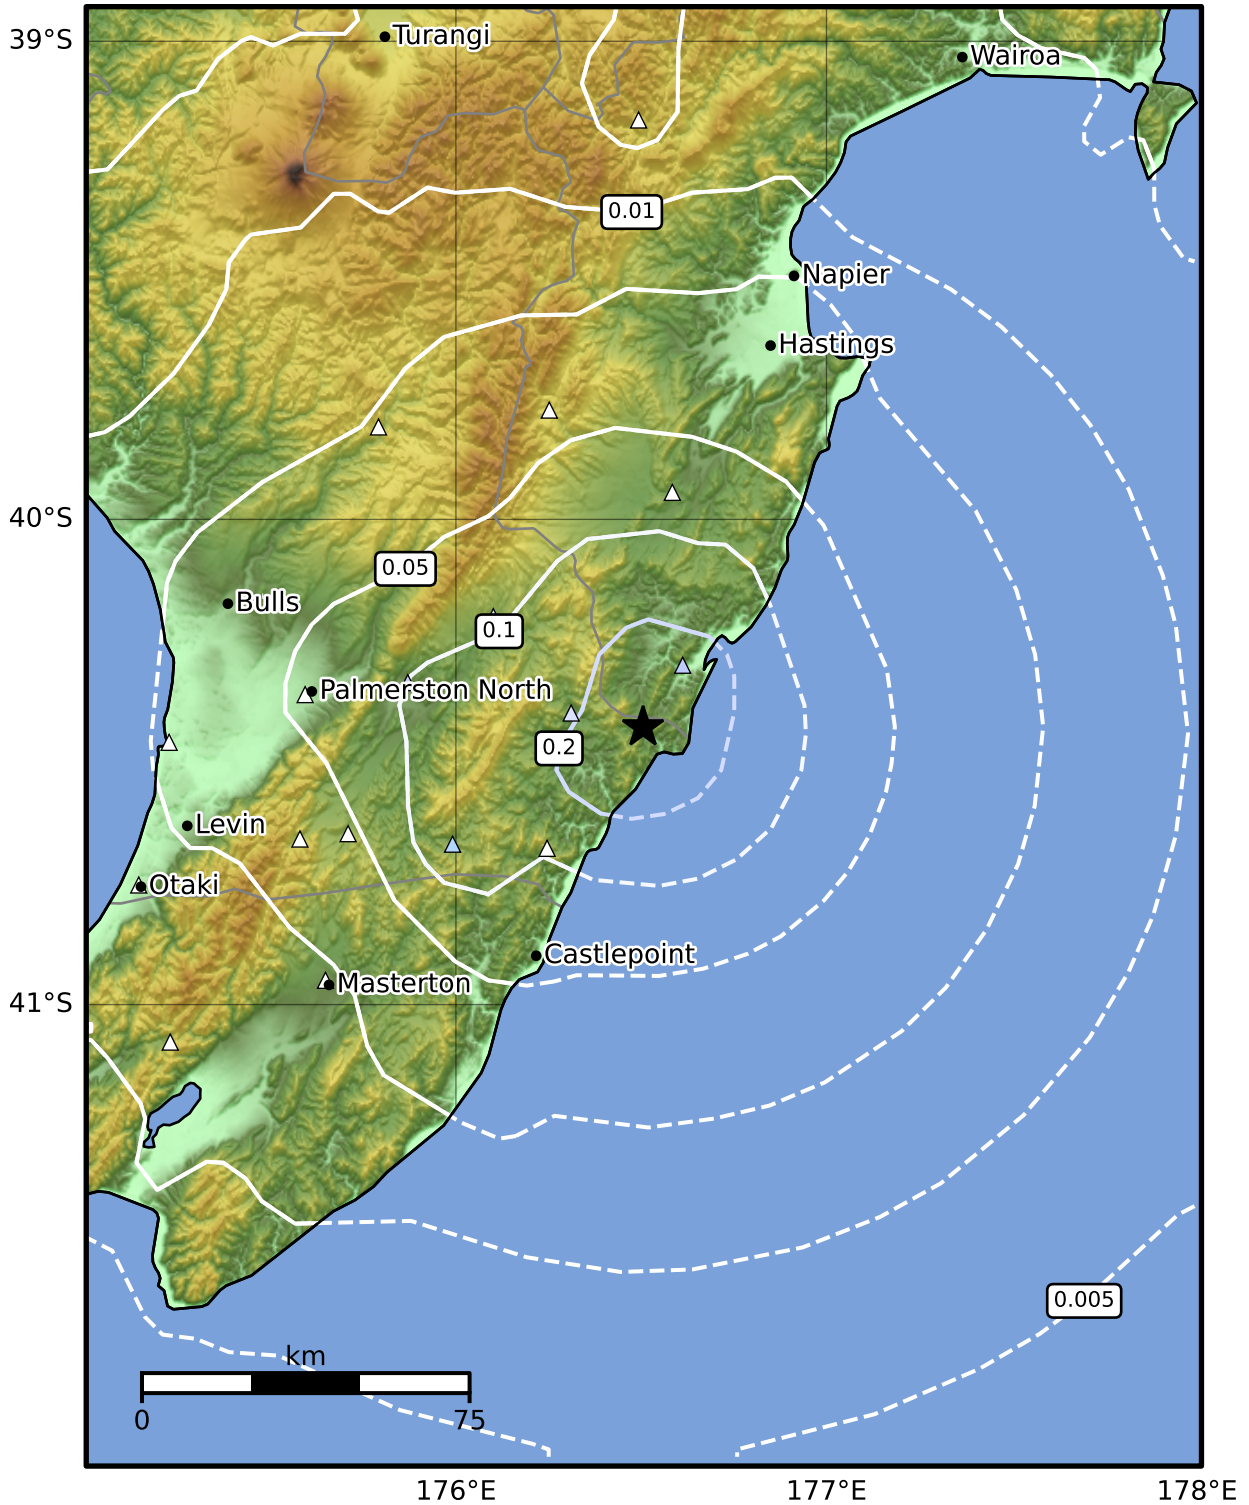 39°S
Turangi
Wairoa
0.01
Napier
Hastings
40°S
0.05
Bulls
0.1
Palmerston North
0.2
Levin
Otaki
Castlepoint
Masterton
41°S
0.005
km
0 75
176°E 177°E 178°E